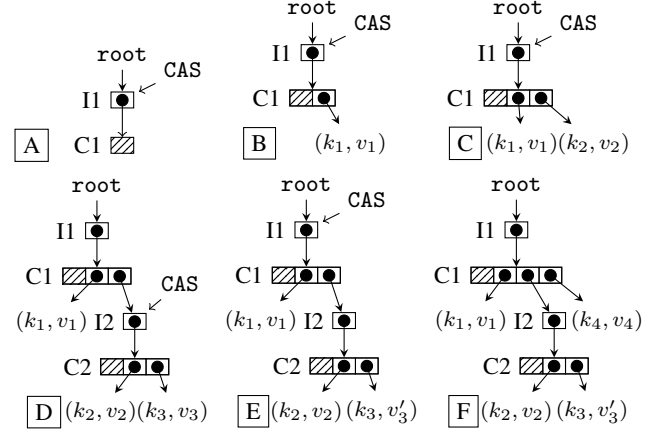 root
CAS
I1
C1
A
root
CAS
I1
C1
B
(k₁, v₁)
root
CAS
I1
C1
C
(k₁, v₁)(k₂, v₂)
root
I1
C1
CAS
(k₁, v₁) I2
C2
D
(k₂, v₂)(k₃, v₃)
root
CAS
I1
C1
(k₁, v₁) I2
C2
E
(k₂, v₂) (k₃, v₃′)
root
I1
C1
(k₁, v₁) I2 (k₄, v₄)
C2
F
(k₂, v₂) (k₃, v₃′)